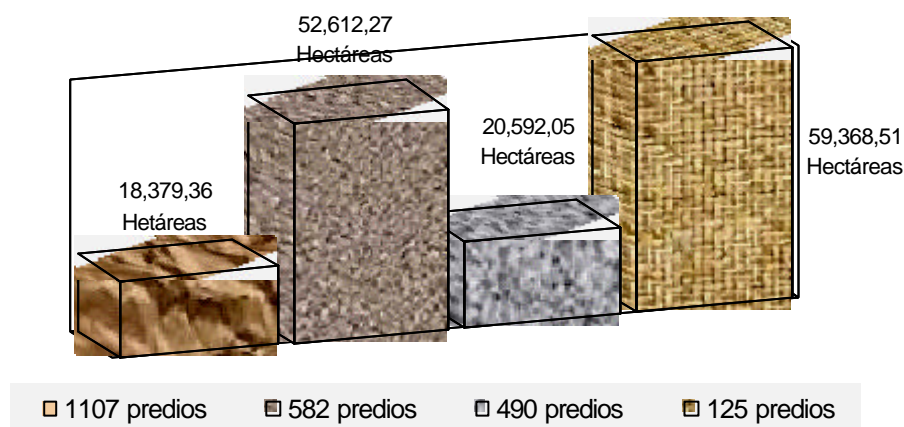 52,612,27
Hectáreas
20,592,05
Hectáreas
59,368,51
Hectáreas
18,379,36
Hetáreas
1107 predios
582 predios
490 predios
125 predios